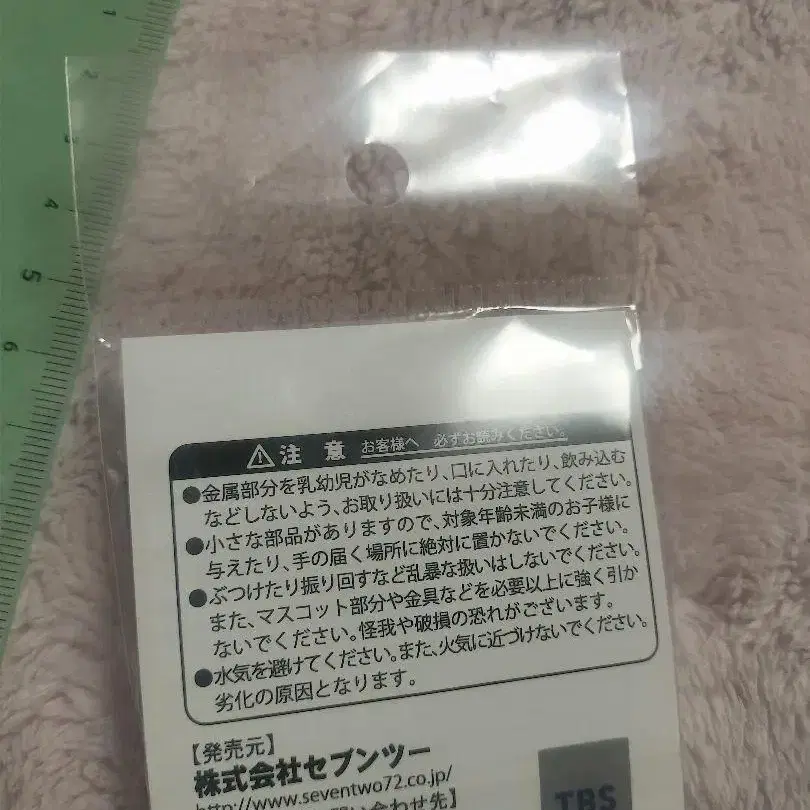 1
2
3
4
5
6
⚠注 意 お客様へ 必ずお読みください。
●金属部分を乳幼児がなめたり、口に入れたり、飲み込む
などしないよう、お取り扱いには十分注意してください。
●小さな部品がありますので、対象年齢未満のお子様に
与えたり、手の届く場所に絶対に置かないでください。
●ぶつけたり振り回すなど乱暴な扱いはしないでください。
また、マスコット部分や金具などを必要以上に強く引か
ないでください。怪我や破損の恐れがございます。
●水気を避けてください。また、火気に近づけないでください。
劣化の原因となります。
【発売元】
株式会社セブンツー
http://www.seventwo72.co.jp/
い合わせ先】
TBS